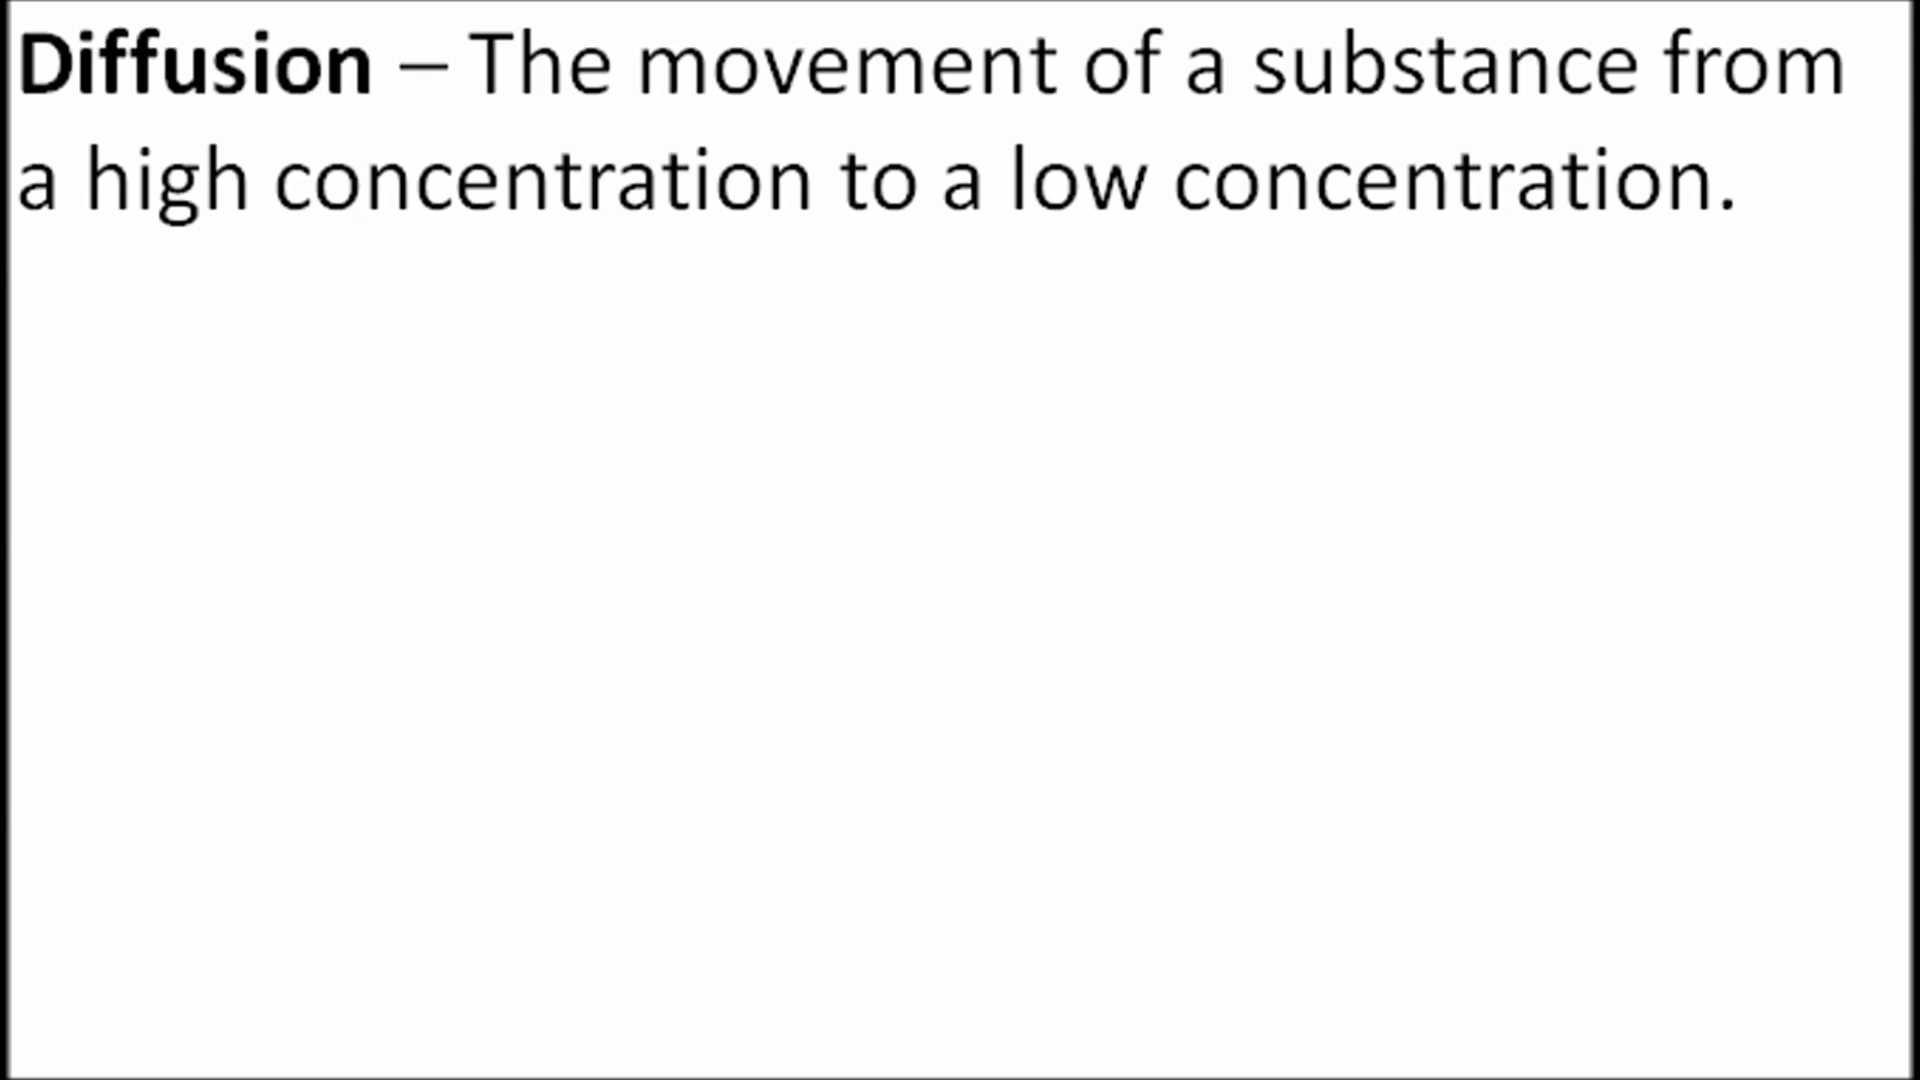 Diffusion – The movement of a substance from
a high concentration to a low concentration.